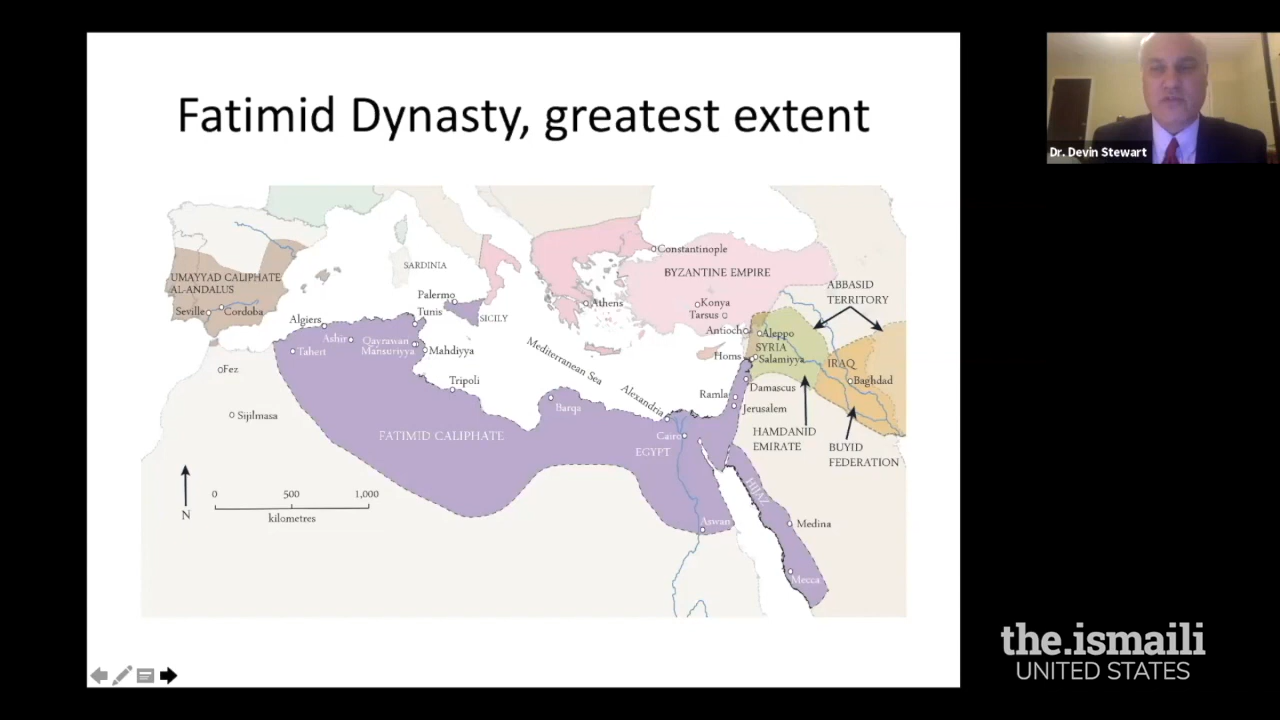 Fatimid Dynasty, greatest extent
Dr. Devin Stewart
UMAYYAD CALIPHATE
AL-ANDALUS
Seville
Cordoba
SARDINIA
Palermo
SICILY
Constantinople
BYZANTINE EMPIRE
Athens
Konya
Tarsus
ABBASID
TERRITORY
Algiers
Tunis
Ashir
Qayrawan
Mansuriyya
Mahdiyya
Tahert
Fez
Sijilmasa
Tripoli
Mediterranean Sea
Antioch
Aleppo
SYRIA
Homs
Salamiyya
IRAQ
Baghdad
Damascus
Ramla
Jerusalem
Barqa
Alexandria
FATIMID CALIPHATE
Cairo
EGYPT
HAMDANID
EMIRATE
BUYID
FEDERATION
HIJAZ
Aswan
Medina
Mecca
N
0 500 1,000
kilometres
the.ismaili
UNITED STATES